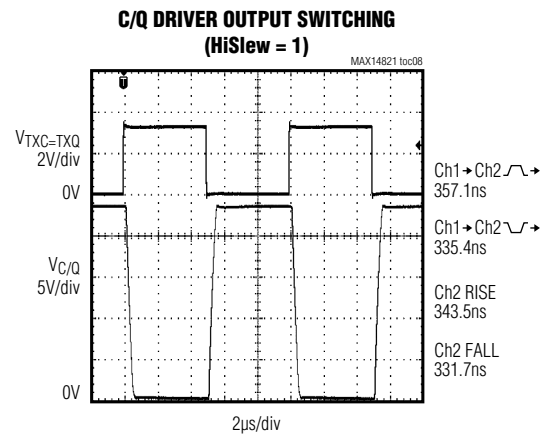 C/Q DRIVER OUTPUT SWITCHING
(HiSlew = 1)
MAX14821 toc08
T
VTXC=TXQ
2V/div
0V
VC/Q
5V/div
0V
Ch1→Ch2
357.1ns
Ch1→Ch2
335.4ns
Ch2 RISE
343.5ns
Ch2 FALL
331.7ns
2µs/div